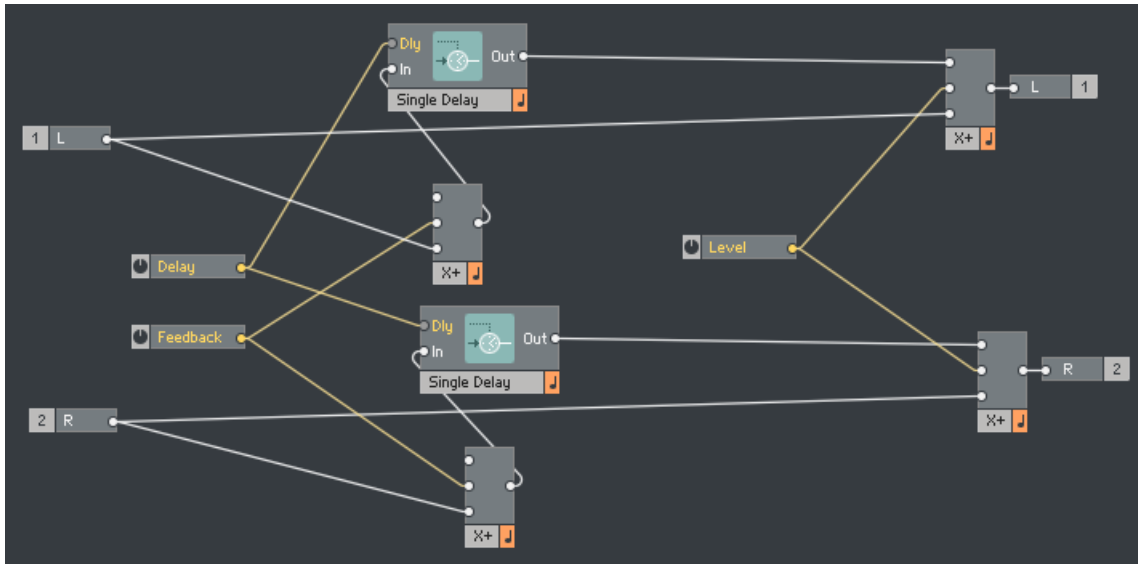 Dly
In
Out
Single Delay
L 1
X+
1 L
X+
Delay
Level
Feedback
Dly
In
Out
Single Delay
R 2
X+
2 R
X+